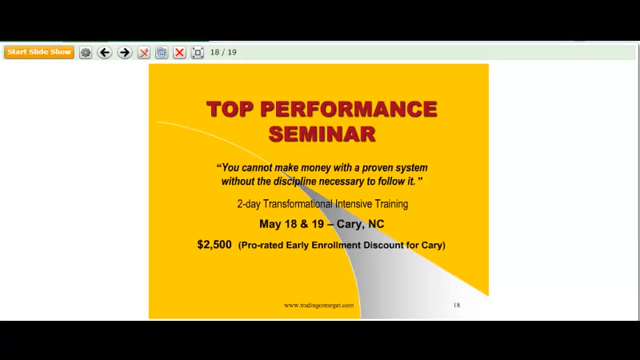 Start Slide Show
18 / 19
TOP PERFORMANCE
SEMINAR
“You cannot make money with a proven system
without the discipline necessary to follow it.”
2-day Transformational Intensive Training
May 18 & 19 – Cary, NC
$2,500 (Pro-rated Early Enrollment Discount for Cary)
www.tradingontarget.com
18